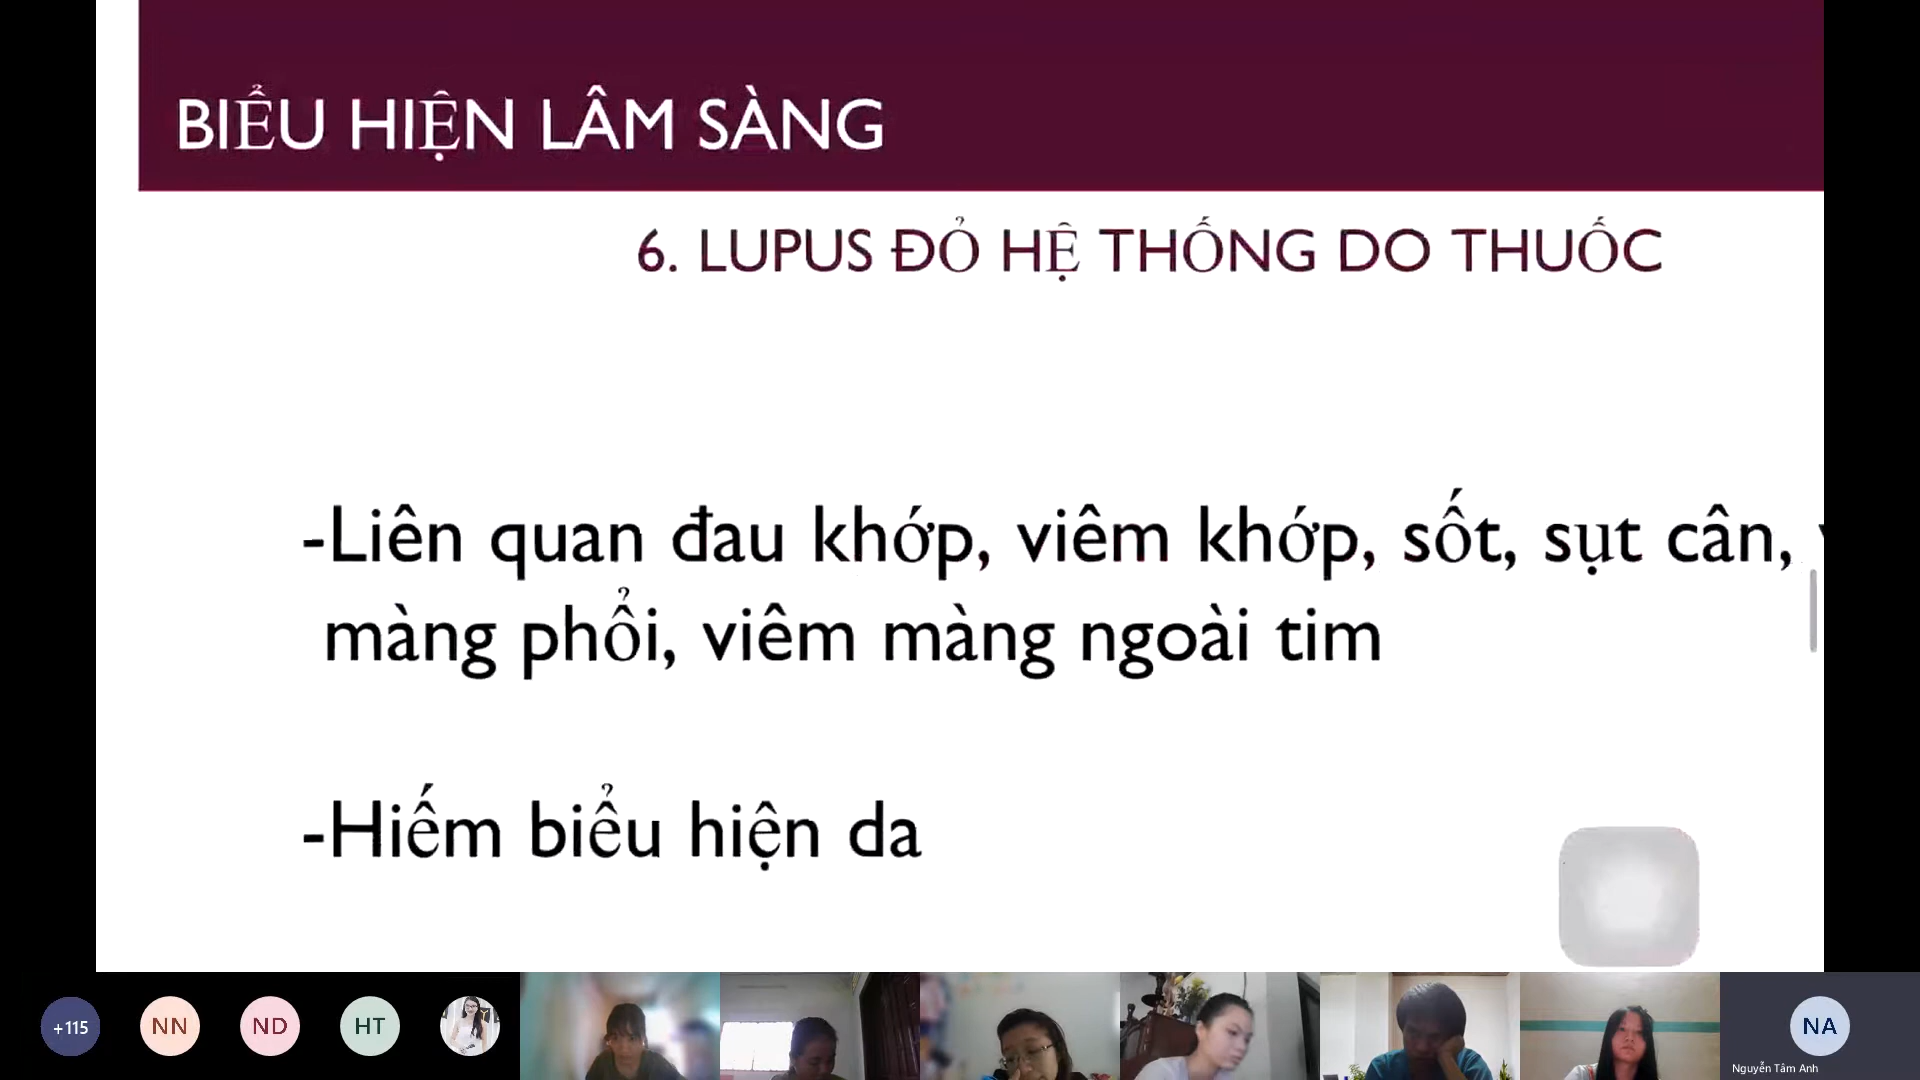 BIỂU HIỆN LÂM SÀNG
6. LUPUS ĐỎ HỆ THỐNG DO THUỐC
-Liên quan đau khớp, viêm khớp, sốt, sụt cân,
màng phổi, viêm màng ngoài tim
-Hiếm biểu hiện da
+115
NN
ND
HT
NA
Nguyễn Tâm Anh